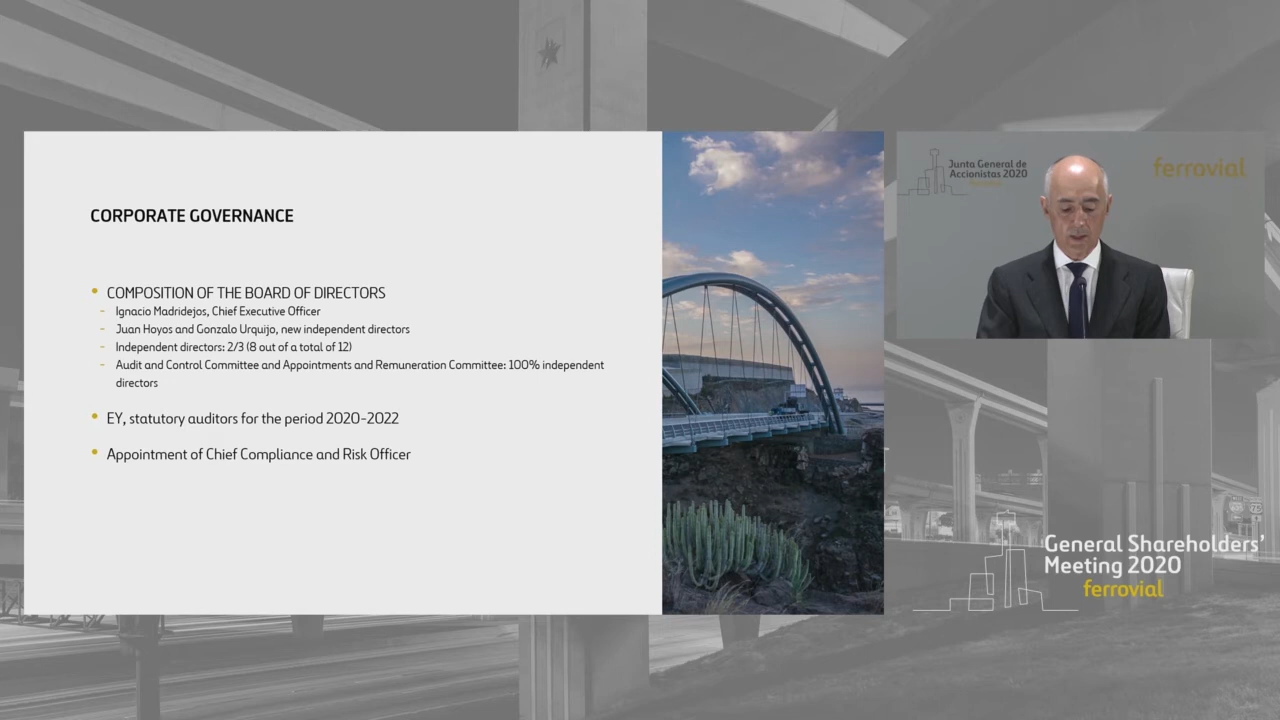 CORPORATE GOVERNANCE
• COMPOSITION OF THE BOARD OF DIRECTORS
- Ignacio Madridejos, Chief Executive Officer
- Juan Hoyos and Gonzalo Urquijo, new independent directors
- Independent directors: 2/3 (8 out of a total of 12)
- Audit and Control Committee and Appointments and Remuneration Committee: 100% independent
directors
• EY, statutory auditors for the period 2020-2022
• Appointment of Chief Compliance and Risk Officer
Junta General de
Accionistas 2020
ferrovial
General Shareholders'
Meeting 2020
ferrovial